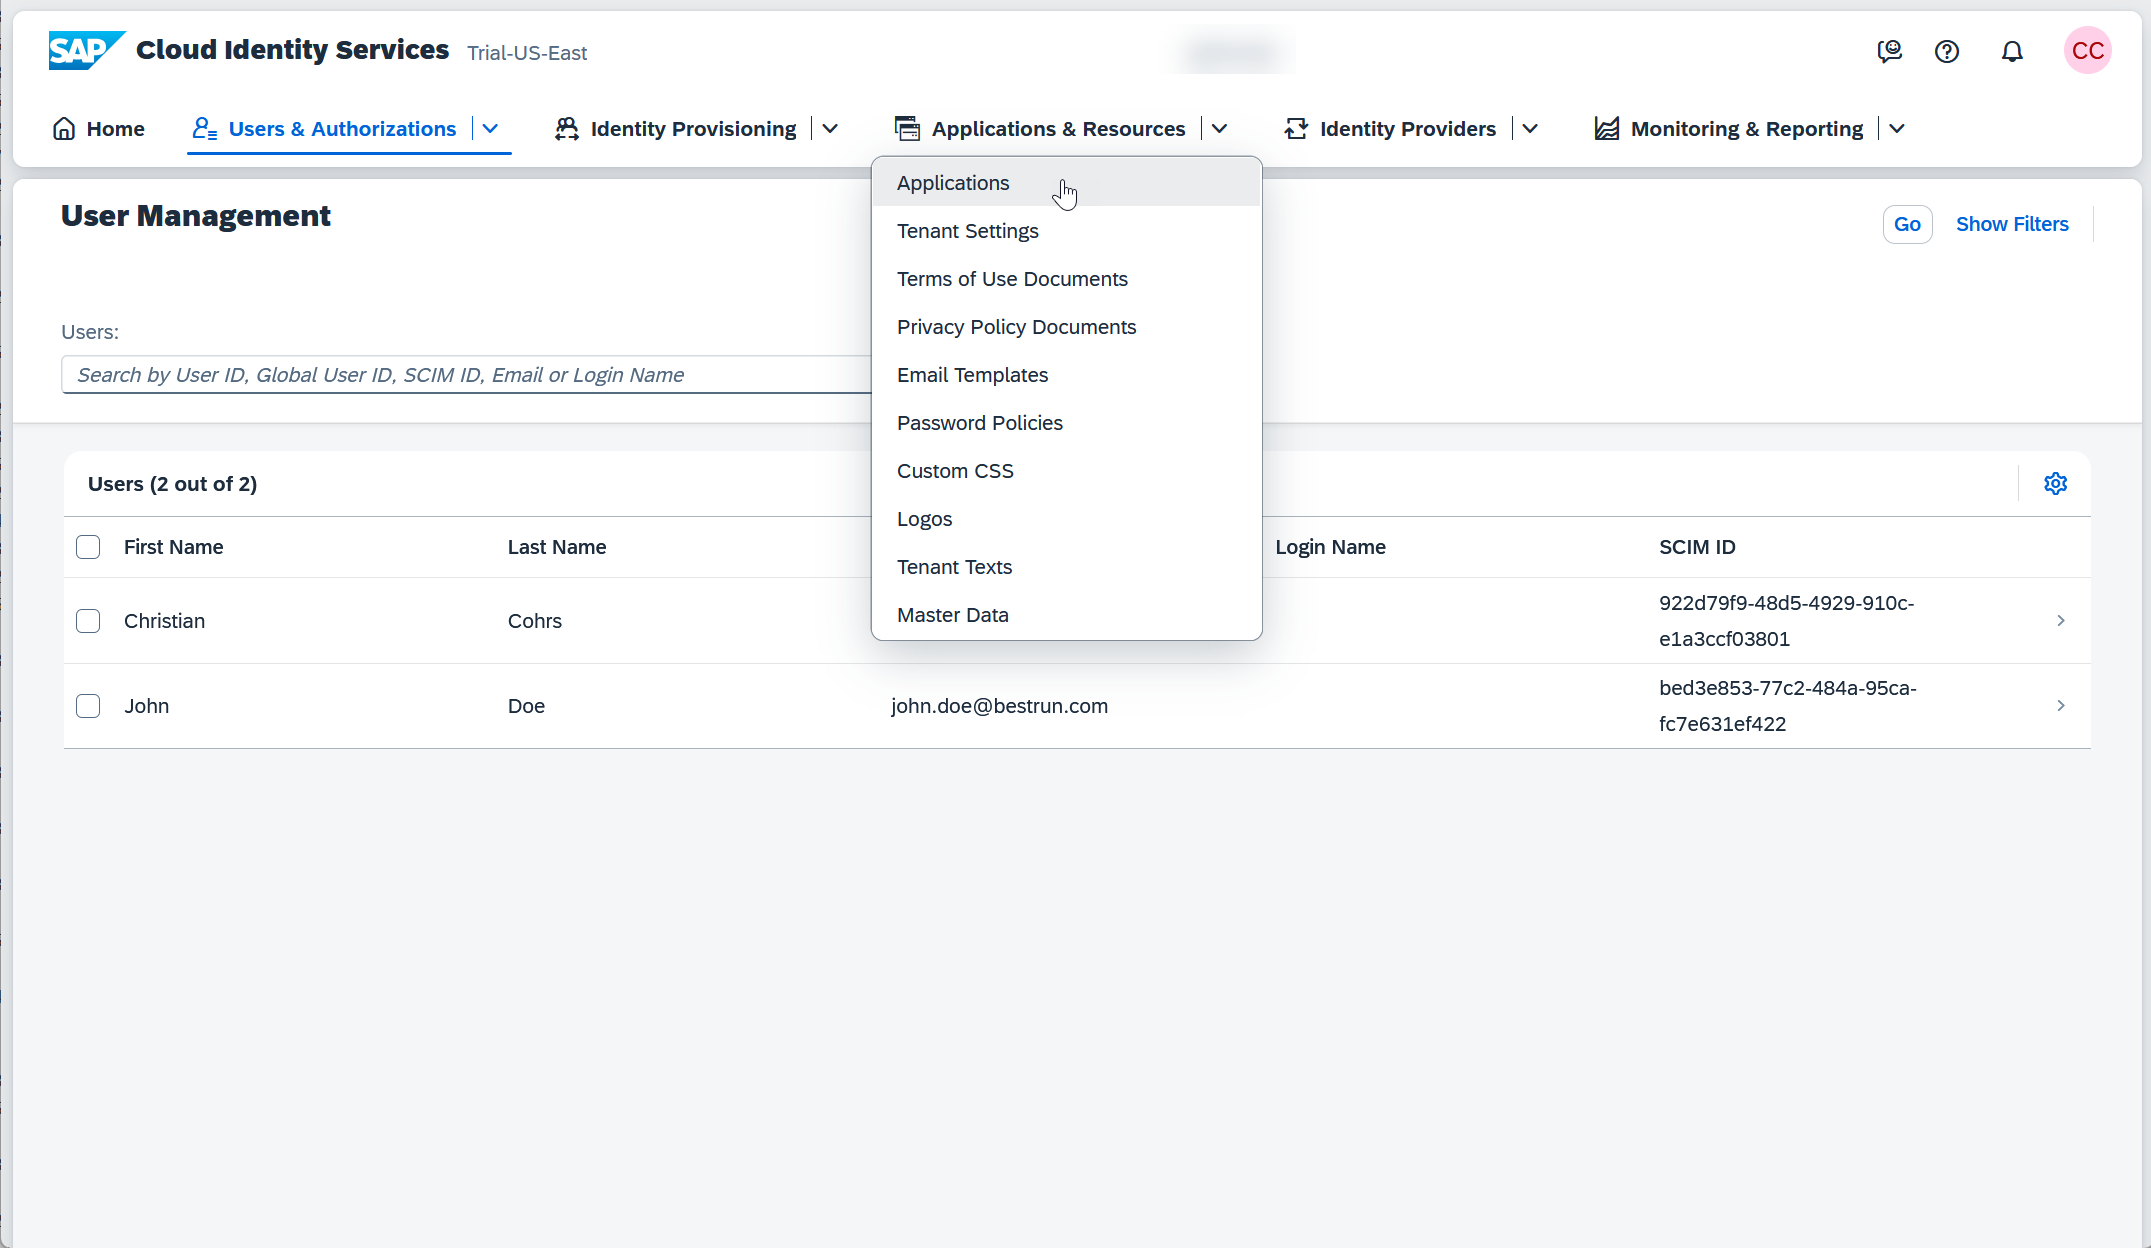 SAP Cloud Identity Services Trial-US-East
CC
Home Users & Authorizations Identity Provisioning Applications & Resources Identity Providers Monitoring & Reporting
Applications
Tenant Settings
Terms of Use Documents
Privacy Policy Documents
Email Templates
Password Policies
Custom CSS
Logos
Tenant Texts
Master Data
User Management
Go Show Filters
Users:
Search by User ID, Global User ID, SCIM ID, Email or Login Name
Users (2 out of 2)
First Name Last Name Login Name SCIM ID
Christian Cohrs 922d79f9-48d5-4929-910c-
e1a3ccf03801
John Doe john.doe@bestrun.com bed3e853-77c2-484a-95ca-
fc7e631ef422